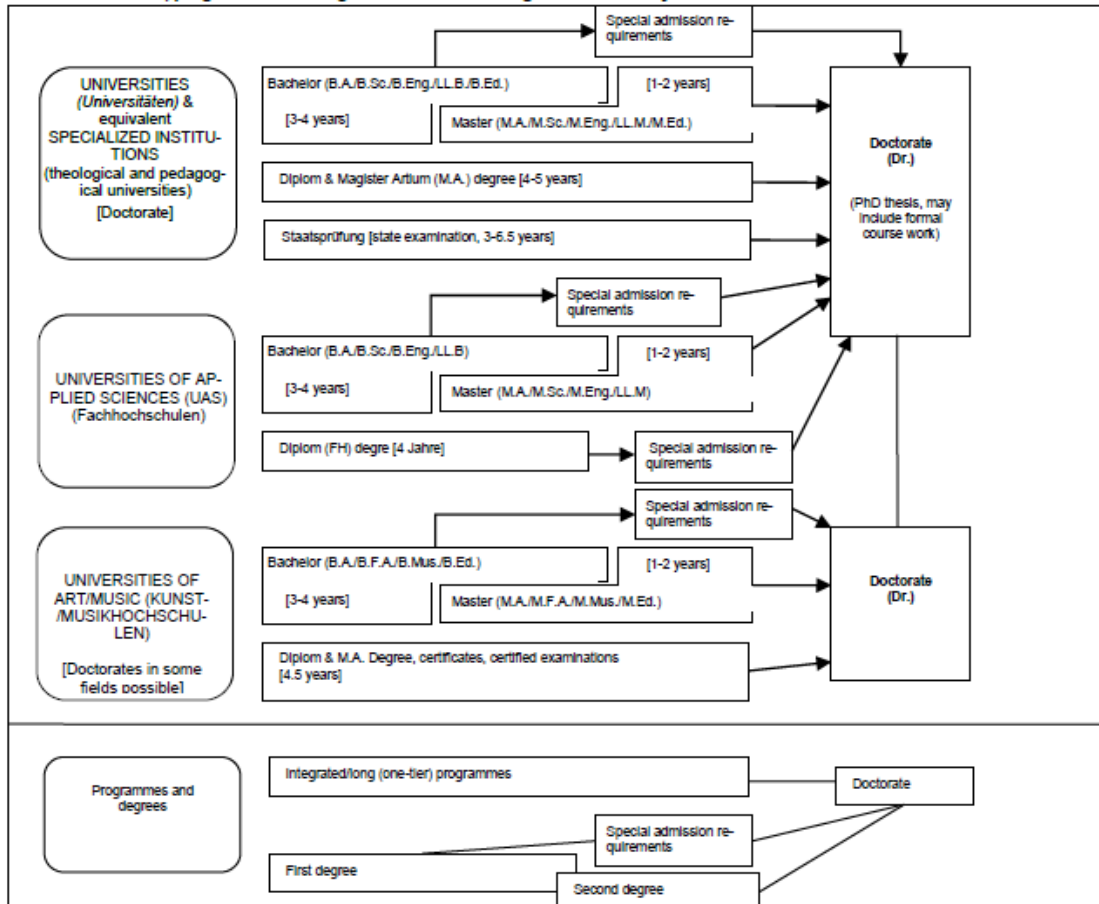 Special admission re-
quirements
UNIVERSITIES
(Universitäten) &
equivalent
SPECIALIZED INSTITU-
TIONS
(theological and pedagog-
ical universities)
[Doctorate]
Bachelor (B.A./B.Sc./B.Eng./LL.B./B.Ed.)
[3-4 years]
[1-2 years]
Master (M.A./M.Sc./M.Eng./LL.M./M.Ed.)
Diplom & Magister Artium (M.A.) degree [4-5 years]
Staatsprüfung [state examination, 3-6.5 years]
Doctorate
(Dr.)
(PhD thesis, may
include formal
course work)
Special admission re-
quirements
UNIVERSITIES OF AP-
PLIED SCIENCES (UAS)
(Fachhochschulen)
Bachelor (B.A./B.Sc./B.Eng./LL.B)
[3-4 years]
[1-2 years]
Master (M.A./M.Sc./M.Eng./LL.M)
Diplom (FH) degre [4 Jahre]
Special admission re-
quirements
Special admission re-
quirements
UNIVERSITIES OF
ART/MUSIC (KUNST-
/MUSIKHOCHSCHU-
LEN)
[Doctorates in some
fields possible]
Bachelor (B.A./B.F.A./B.Mus./B.Ed.)
[3-4 years]
[1-2 years]
Master (M.A./M.F.A./M.Mus./M.Ed.)
Diplom & M.A. Degree, certificates, certified examinations
[4.5 years]
Doctorate
(Dr.)
Programmes and
degrees
Integrated/long (one-tier) programmes
Doctorate
Special admission re-
quirements
First degree
Second degree